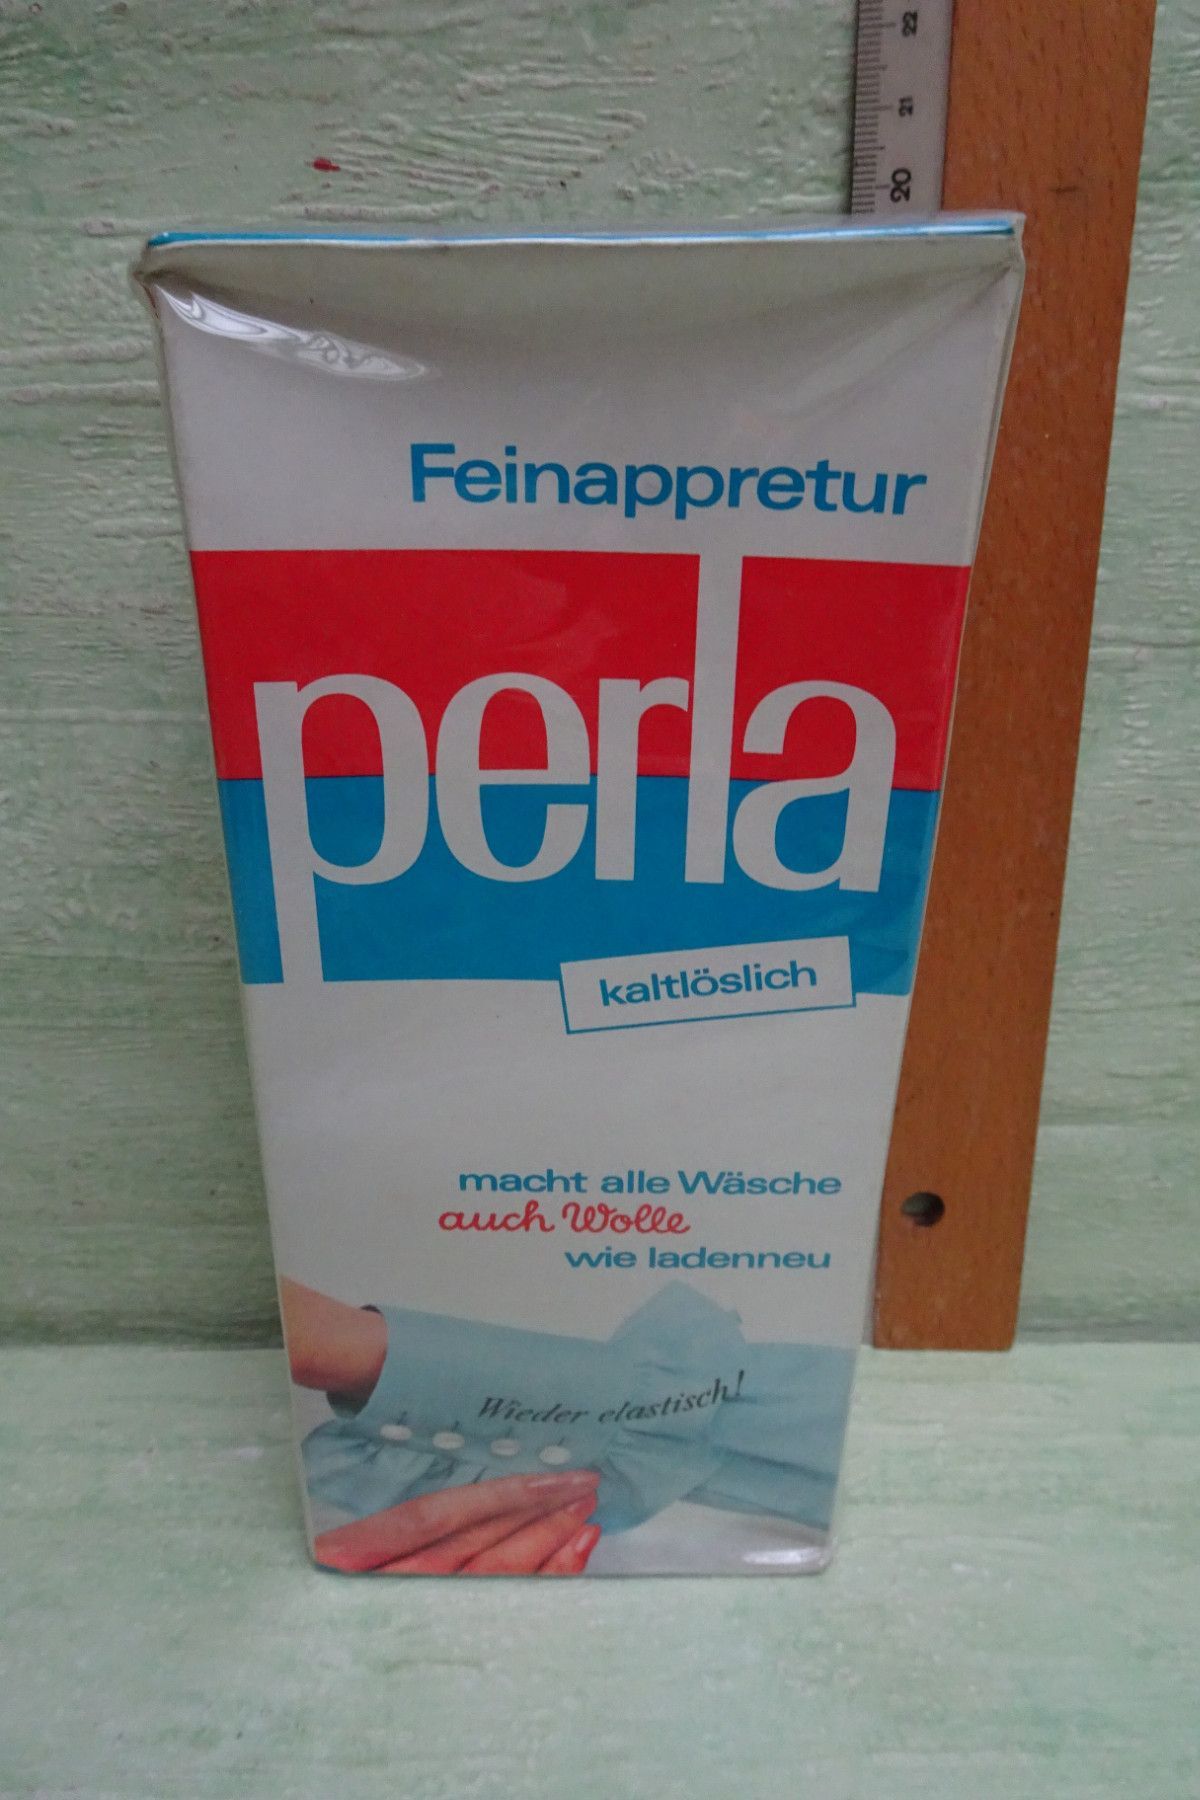 22
21
20
Feinappretur
perla
kaltlöslich
macht alle Wäsche
auch Wolle
wie ladenneu
Wieder elastisch!